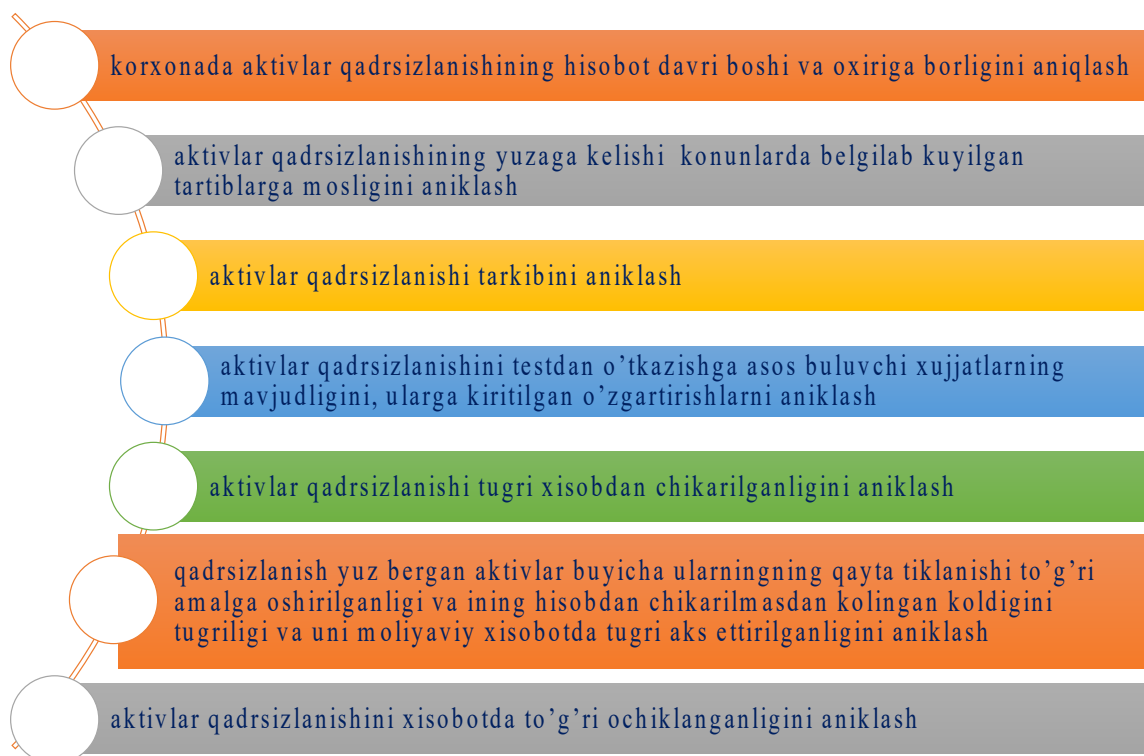 korxonada aktivlar qadrsizlanishining hisobot davri boshi va oxiriga borligini aniqlash
aktivlar qadrsizlanishining yuzaga kelishi konunlarda belgilab kuyilgan
tartiblarga mosligini aniklash
aktivlar qadrsizlanishi tarkibini aniklash
aktivlar qadrsizlanishini testdan o’tkazishga asos buluvchi xujjatlarning
mavjudligini, ularga kiritilgan o’zgartirishlarni aniklash
aktivlar qadrsizlanishi tugri xisobdan chikarilganligini aniklash
qadrsizlanish yuz bergan aktivlar buyicha ularningning qayta tiklanishi to’g’ri
amalga oshirilganligi va ining hisobdan chikarilmasdan kolingan koldigini
tugriligi va uni moliyaviy xisobotda tugri aks ettirilganligini aniklash
aktivlar qadrsizlanishini xisobotda to’g’ri ochiklanganligini aniklash